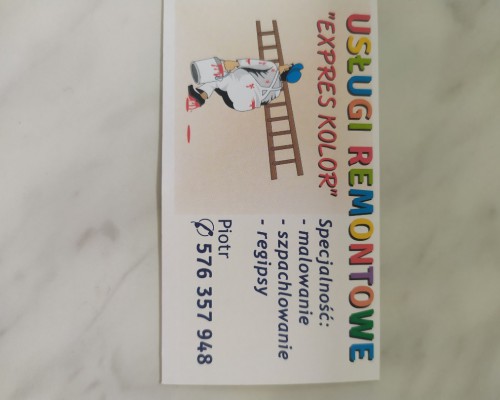 USŁUGI REMONTOWE
"EXPRES KOLOR"
Specjalność:
- malowanie
- szpachlowanie
- regipsy
Piotr
576 357 948